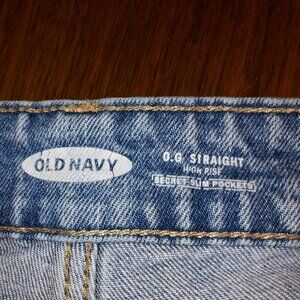 OLD NAVY
O.G. STRAIGHT
HIGH RISE
SECRET SLIM POCKETS